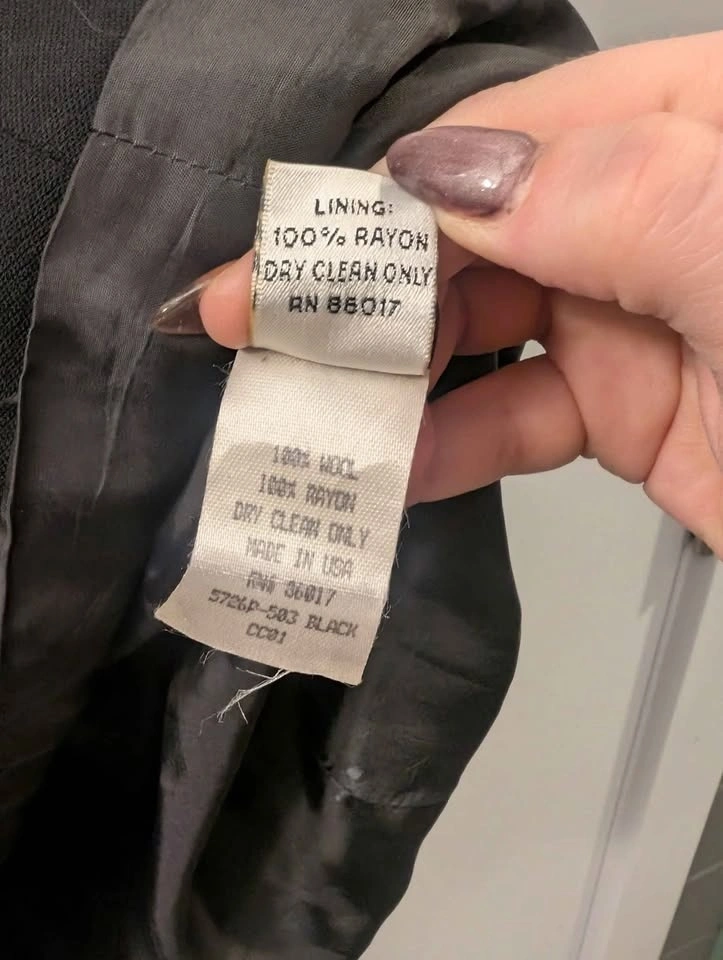 LINING:
100% RAYON
DRY CLEAN ONLY
RN 86017
100% WOOL
100% RAYON
DRY CLEAN ONLY
MADE IN USA
RN# 86017
5726P-503 BLACK
CC01